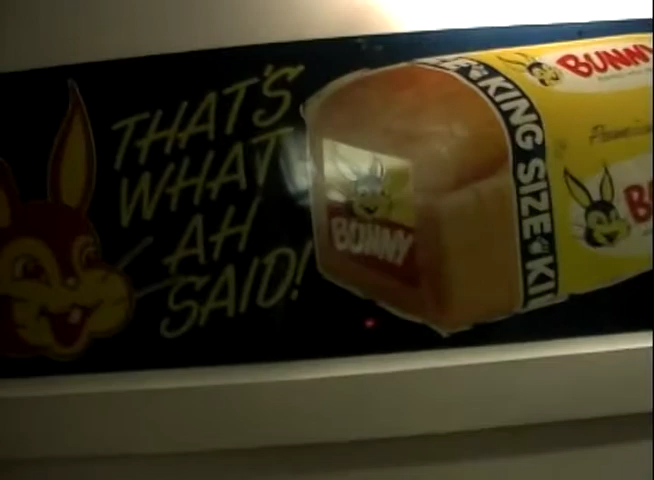 THAT'S
WHAT
AH
SAID!
BUNNY
KING SIZE
BUNNY